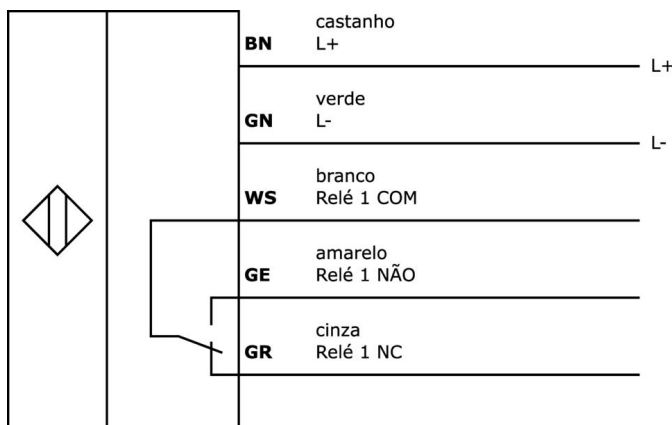 castanho
BN L+
L+
verde
GN L-
L-
branco
WS Relé 1 COM
amarelo
GE Relé 1 NÃO
cinza
GR Relé 1 NC